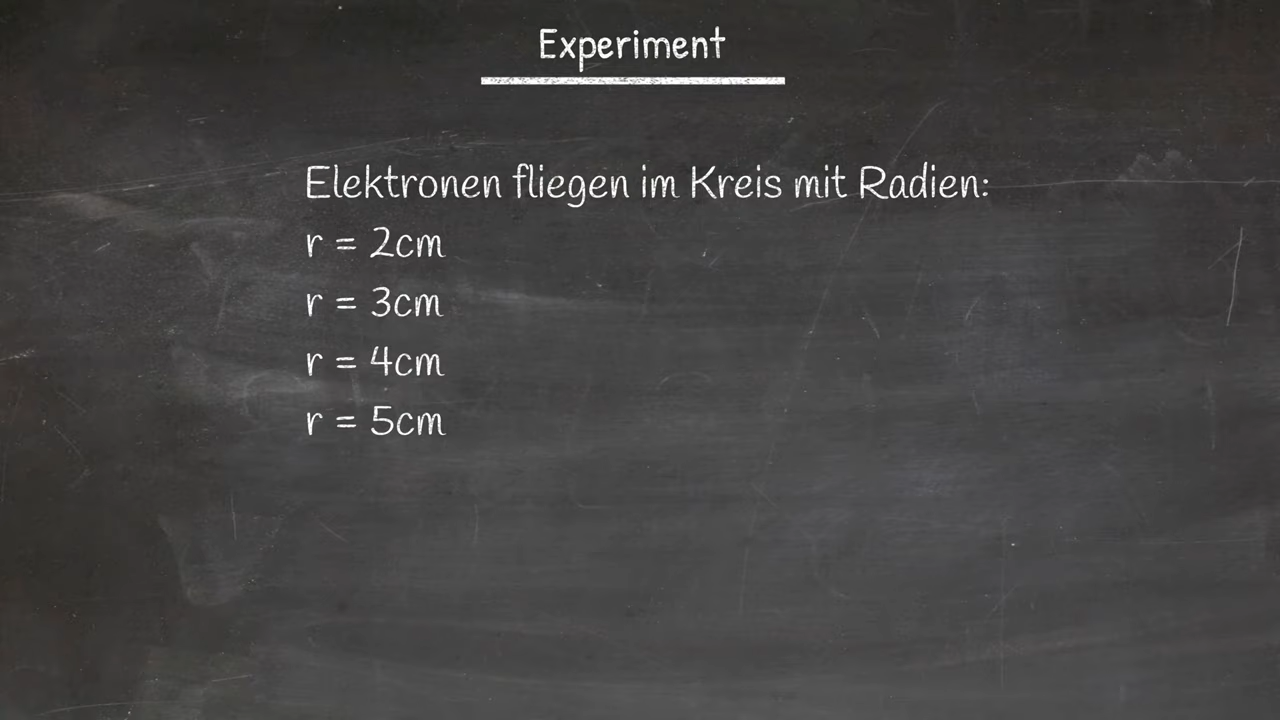 Experiment
Elektronen fliegen im Kreis mit Radien:
r = 2cm
r = 3cm
r = 4cm
r = 5cm